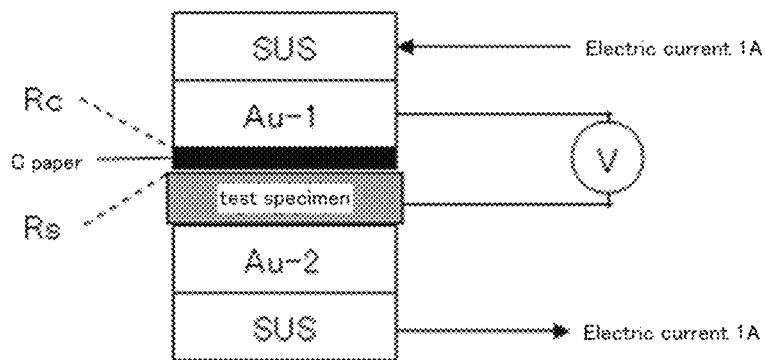 SUS
Electric current 1A
Rc
Au-1
C paper
V
test specimen
Rs
Au-2
SUS
Electric current 1A